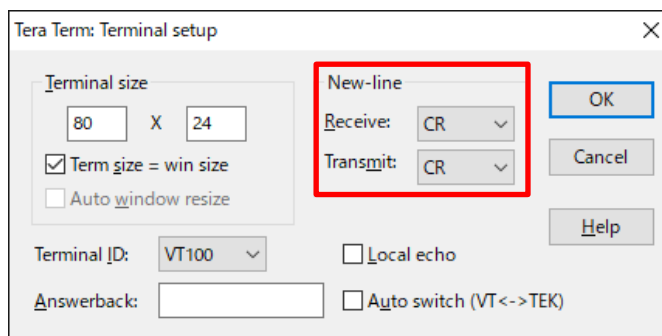 Tera Term: Terminal setup
Terminal size
80 X 24
Term size = win size
Auto window resize
New-line
Receive: CR
Transmit: CR
OK
Cancel
Help
Terminal ID: VT100
Local echo
Answerback:
Auto switch (VT<->TEK)